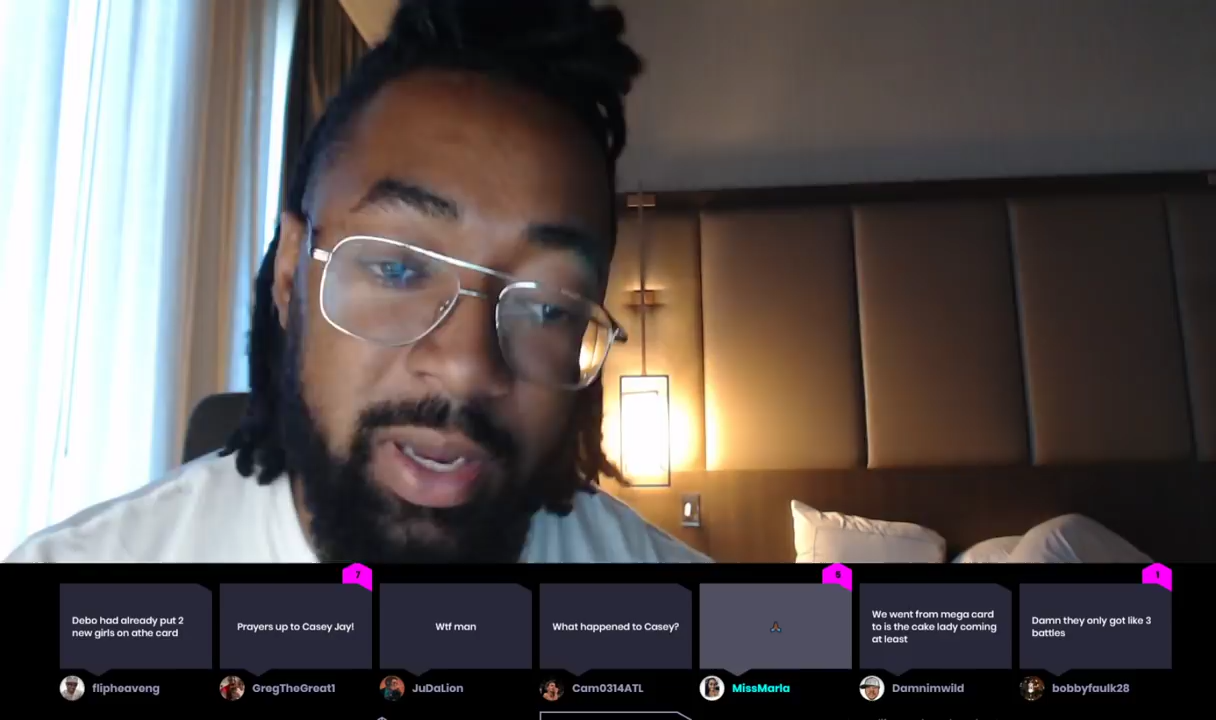 7
6
1
Debo had already put 2
new girls on athe card
Prayers up to Casey Jay!
Wtf man
What happened to Casey?
We went from mega card
to is the cake lady coming
at least
Damn they only got like 3
battles
flipheaveng
GregTheGreat1
JuDaLion
Cam0314ATL
MissMarla
Damnimwild
bobbyfaulk28